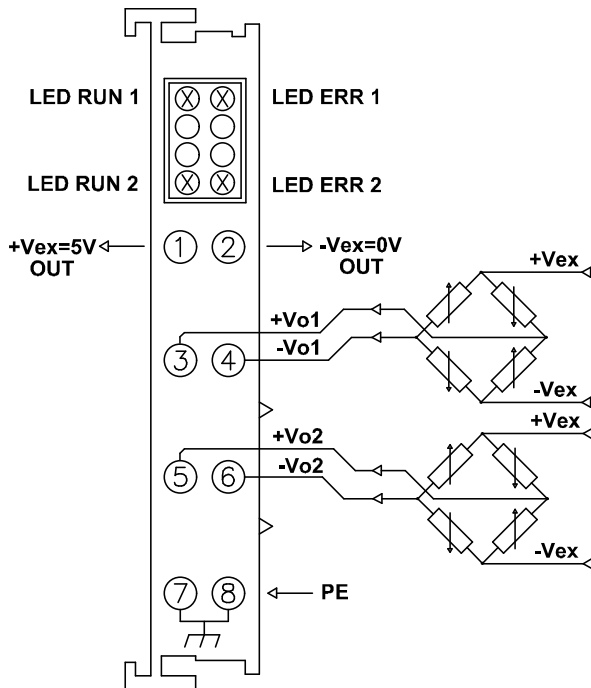 LED RUN 1
LED ERR 1
LED RUN 2
LED ERR 2
+Vex=5V
OUT
1
2
-Vex=0V
OUT
+Vex
+Vo1
3
4
-Vo1
-Vex
+Vex
+Vo2
5
6
-Vo2
-Vex
7
8
PE